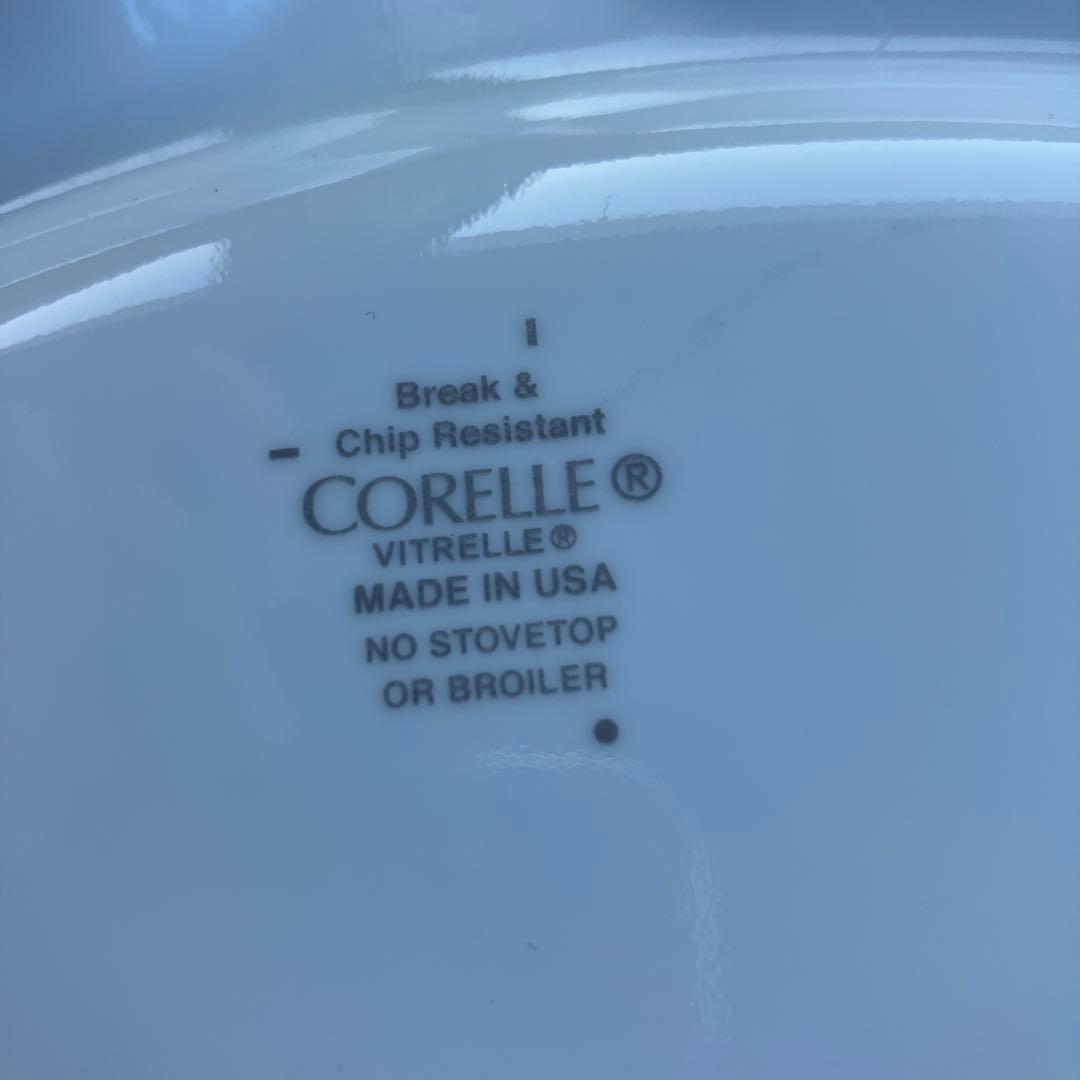 Break &
Chip Resistant
CORELLE®
VITRELLE®
MADE IN USA
NO STOVETOP
OR BROILER